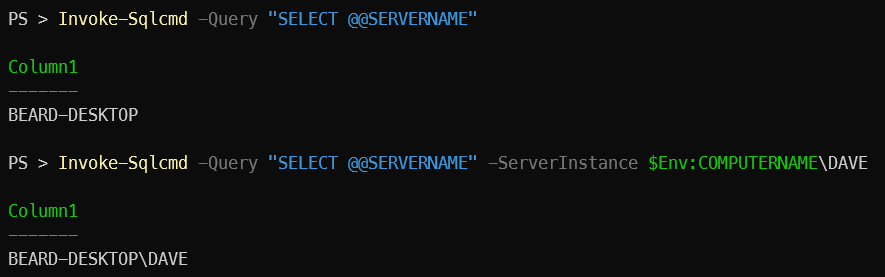 PS > Invoke-Sqlcmd -Query "SELECT @@SERVERNAME"
Column1
-------
BEARD-DESKTOP
PS > Invoke-Sqlcmd -Query "SELECT @@SERVERNAME" -ServerInstance $Env:COMPUTERNAME\DAVE
Column1
-------
BEARD-DESKTOP\DAVE